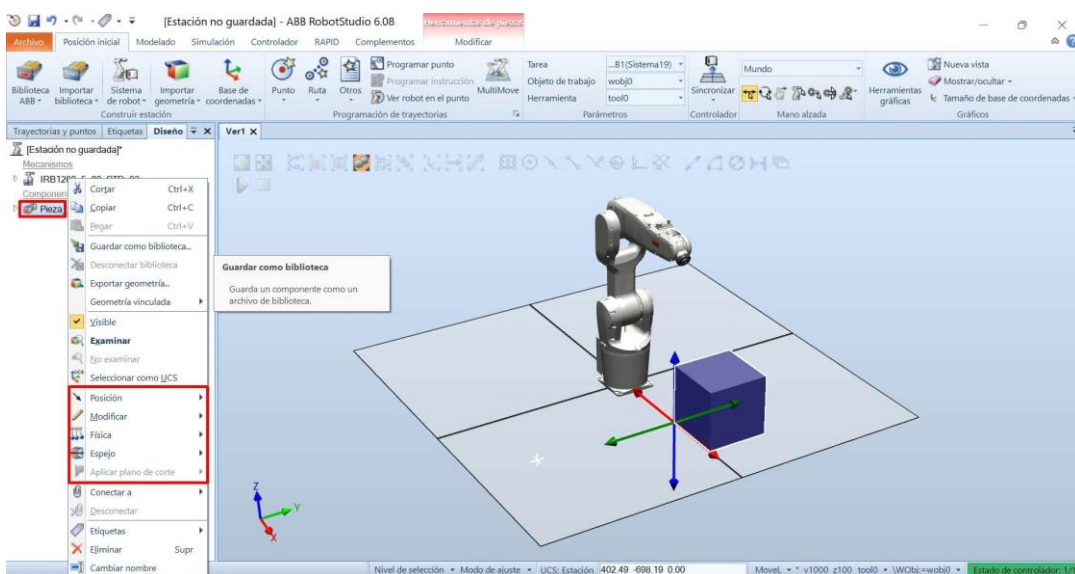 [Estación no guardada] - ABB RobotStudio 6.08
Herramientas de piezas
Archivo Posición inicial Modelado Simulación Controlador RAPID Complementos Modificar
Biblioteca ABB
Importar biblioteca
Sistema de robot
Importar geometría
Base de coordenadas
Construir estación
Punto
Ruta
Otros
Programar punto
Programar instrucción
Ver robot en el punto
MultiMove
Programación de trayectorias
Tarea ...B1(Sistema19)
Objeto de trabajo wobj0
Herramienta tool0
Parámetros
Sincronizar
Controlador
Mundo
Mano alzada
Herramientas gráficas
Nueva vista
Mostrar/ocultar
Tamaño de base de coordenadas
Gráficos
Trayectorias y puntos Etiquetas Diseño
Ver1
[Estación no guardada]*
Mecanismos
Pieza
Cortar Ctrl+X
Copiar Ctrl+C
Pegar Ctrl+V
Guardar como biblioteca...
Desconectar biblioteca
Exportar geometría...
Geometría vinculada
Visible
Examinar
No examinar
Seleccionar como UCS
Posición
Modificar
Física
Espejo
Aplicar plano de corte
Conectar a
Desconectar
Etiquetas
Eliminar Supr
Cambiar nombre
Guardar como biblioteca
Guarda un componente como un
archivo de biblioteca.
Z
Y
X
Nivel de selección Modo de ajuste UCS: Estación 402.49 -698.19 0.00 MoveL * v1000 z100 tool0 \WObj:=wobj0 Estado de controlador: 1/1